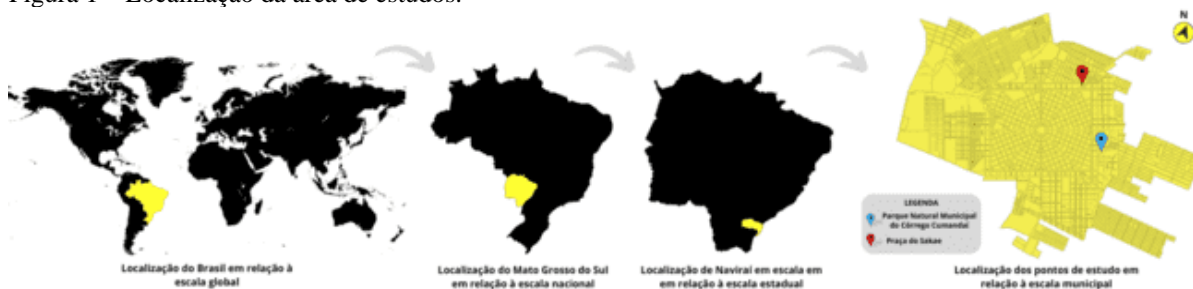 Figura 1 – Localização da área de estudos.
N
LEGENDA
Parque Natural Municipal
do Córrego Cumandaí
Praça do Sakae
Localização do Brasil em relação à
escala global
Localização do Mato Grosso do Sul
em relação à escala nacional
Localização de Naviraí em escala em
em relação à escala estadual
Localização dos pontos de estudo em
relação à escala municipal